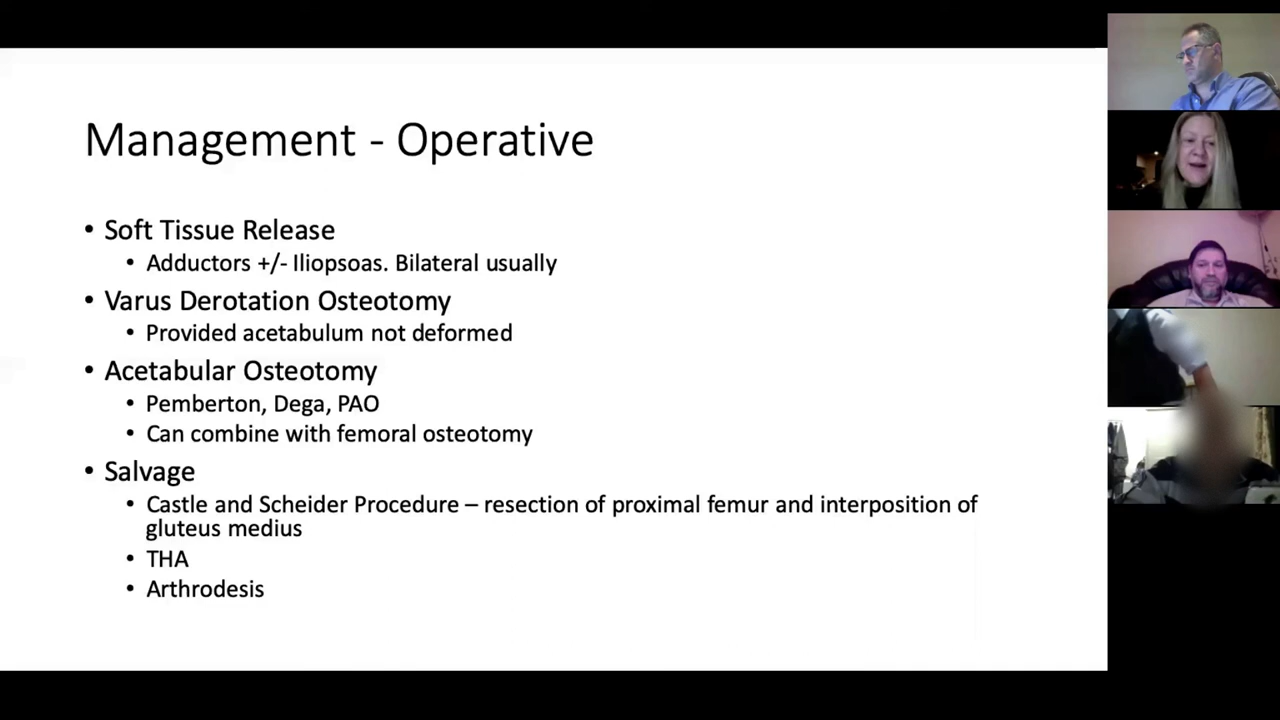 Management - Operative
• Soft Tissue Release
• Adductors +/- Iliopsoas. Bilateral usually
• Varus Derotation Osteotomy
• Provided acetabulum not deformed
• Acetabular Osteotomy
• Pemberton, Dega, PAO
• Can combine with femoral osteotomy
• Salvage
• Castle and Scheider Procedure – resection of proximal femur and interposition of
gluteus medius
• THA
• Arthrodesis